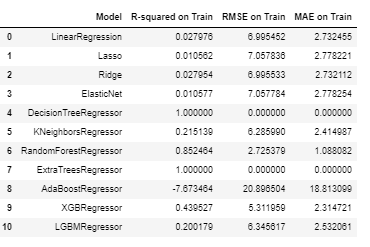 Model R-squared on Train RMSE on Train MAE on Train
0 LinearRegression 0.027976 6.995452 2.732455
1 Lasso 0.010562 7.057836 2.778221
2 Ridge 0.027954 6.995533 2.732112
3 ElasticNet 0.010577 7.057784 2.778254
4 DecisionTreeRegressor 1.000000 0.000000 0.000000
5 KNeighborsRegressor 0.215139 6.285990 2.414987
6 RandomForestRegressor 0.852464 2.725379 1.088082
7 ExtraTreesRegressor 1.000000 0.000000 0.000000
8 AdaBoostRegressor -7.673464 20.896504 18.813099
9 XGBRegressor 0.439527 5.311959 2.314721
10 LGBMRegressor 0.200179 6.345617 2.532061